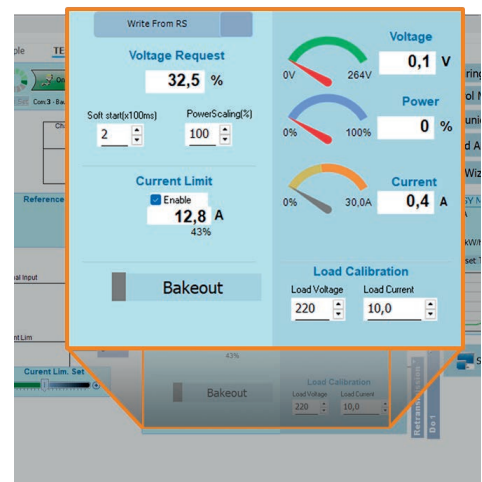 Write From RS
Voltage Request
32,5 %
Soft start(x100ms)
PowerScaling(%)
2
100
Current Limit
Enable
12,8 A
43%
Bakeout
Voltage
0V
264V
0,1 V
Power
0%
100%
0 %
Current
0%
30,0A
0,4 A
Load Calibration
Load Voltage
Load Current
220
10,0
Reference
Curent Lim. Set
43%
Bakeout
Load Calibration
Load Voltage
Load Current
220
10,0
Retransmission
Do1